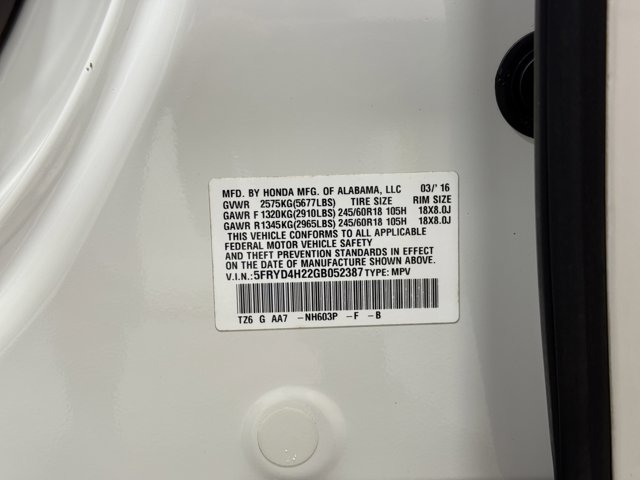 MFD. BY HONDA MFG. OF ALABAMA, LLC 03/'16
GVWR 2575KG(5677LBS) TIRE SIZE RIM SIZE
GAWR F 1320KG(2910LBS) 245/60R18 105H 18X8.0J
GAWR R 1345KG(2965LBS) 245/60R18 105H 18X8.0J
THIS VEHICLE CONFORMS TO ALL APPLICABLE
FEDERAL MOTOR VEHICLE SAFETY
AND THEFT PREVENTION STANDARDS IN EFFECT
ON THE DATE OF MANUFACTURE SHOWN ABOVE.
V.I.N.:5FRYD4H22GB052387 TYPE: MPV
TZ6 G AA7 -NH603P -F -B